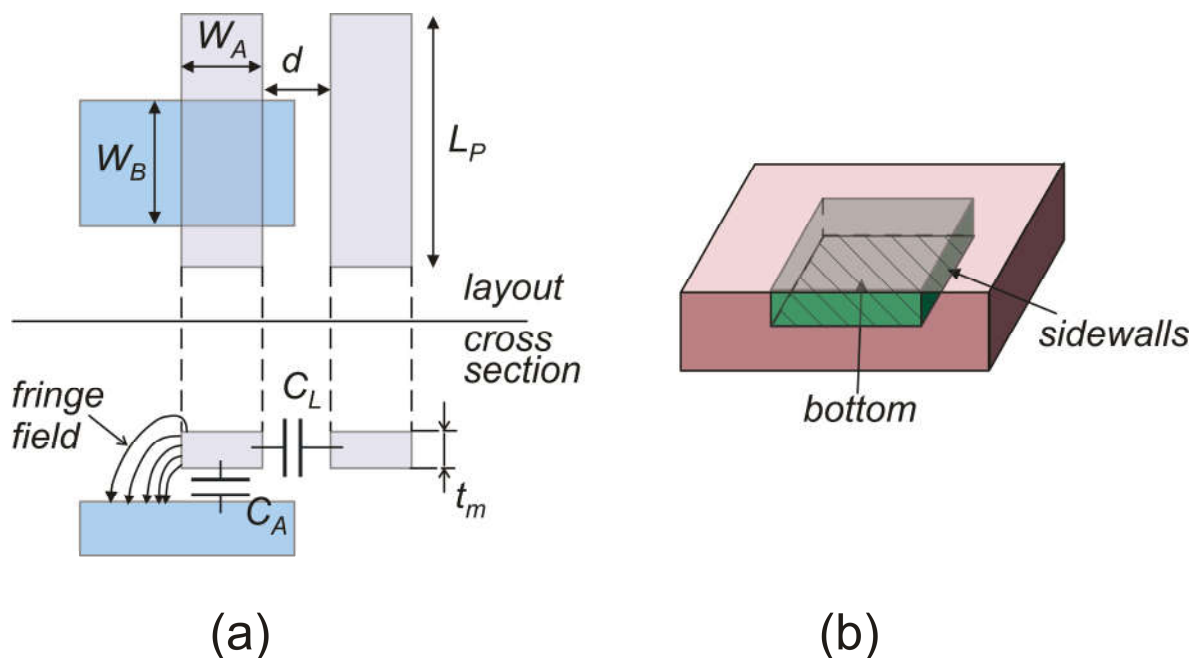 W_A
d
W_B
L_P
layout
cross
section
fringe
field
C_L
t_m
C_A
(a)
sidewalls
bottom
(b)